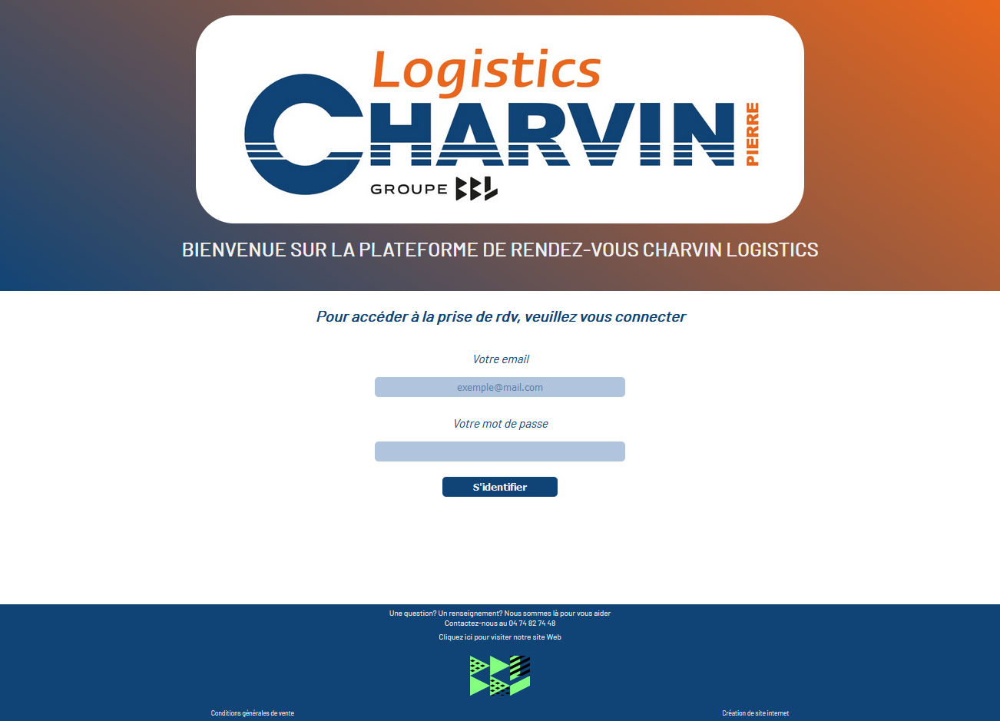 Logistics
CHARVIN
PIERRE
GROUPE BBL
BIENVENUE SUR LA PLATEFORME DE RENDEZ-VOUS CHARVIN LOGISTICS
Pour accéder à la prise de rdv, veuillez vous connecter
Votre email
exemple@mail.com
Votre mot de passe
S'identifier
Une question? Un renseignement? Nous sommes là pour vous aider
Contactez-nous au 04 74 82 74 48
Cliquez ici pour visiter notre site Web
BBL
Conditions générales de vente
Création de site internet